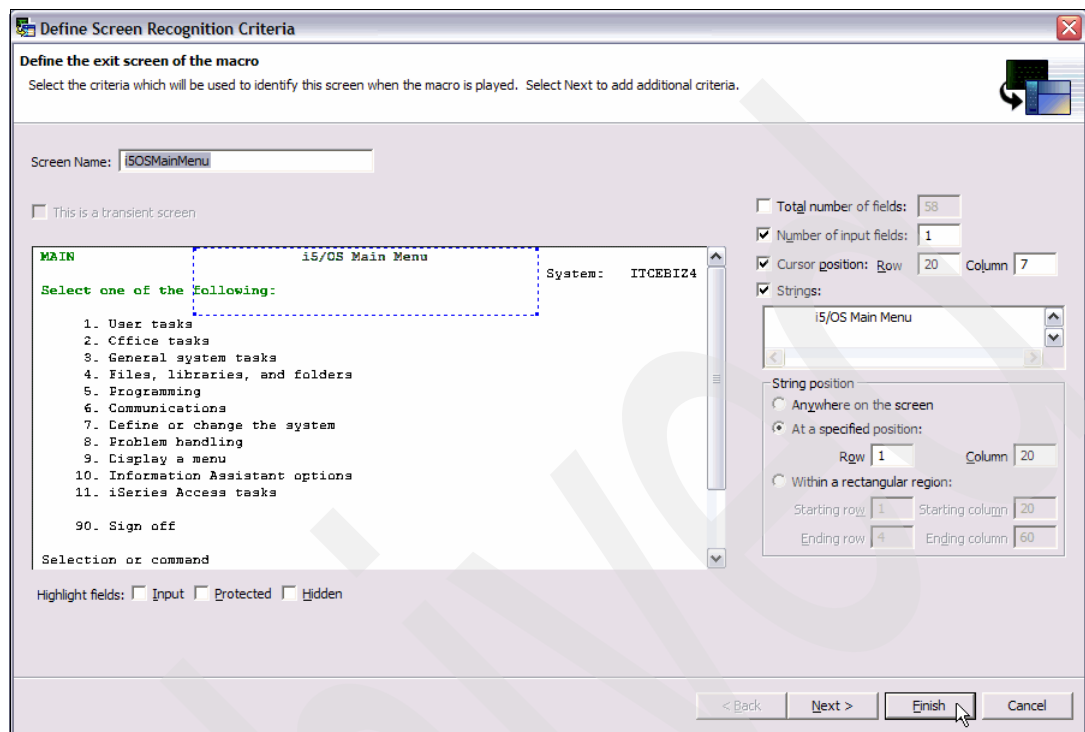 Define Screen Recognition Criteria
Define the exit screen of the macro
Select the criteria which will be used to identify this screen when the macro is played. Select Next to add additional criteria.
Screen Name: i5OSMainMenu
This is a transient screen
MAIN i5/OS Main Menu
System: ITCEBIZ4
Select one of the following:
1. User tasks
2. Office tasks
3. General system tasks
4. Files, libraries, and folders
5. Programming
6. Communications
7. Define or change the system
8. Problem handling
9. Display a menu
10. Information Assistant options
11. iSeries Access tasks
90. Sign off
Selection or command
Highlight fields: Input Protected Hidden
Total number of fields: 58
Number of input fields: 1
Cursor position: Row 20 Column 7
Strings:
i5/OS Main Menu
String position
Anywhere on the screen
At a specified position:
Row 1 Column 20
Within a rectangular region:
Starting row 1 Starting column 20
Ending row 4 Ending column 60
< Back Next > Finish Cancel